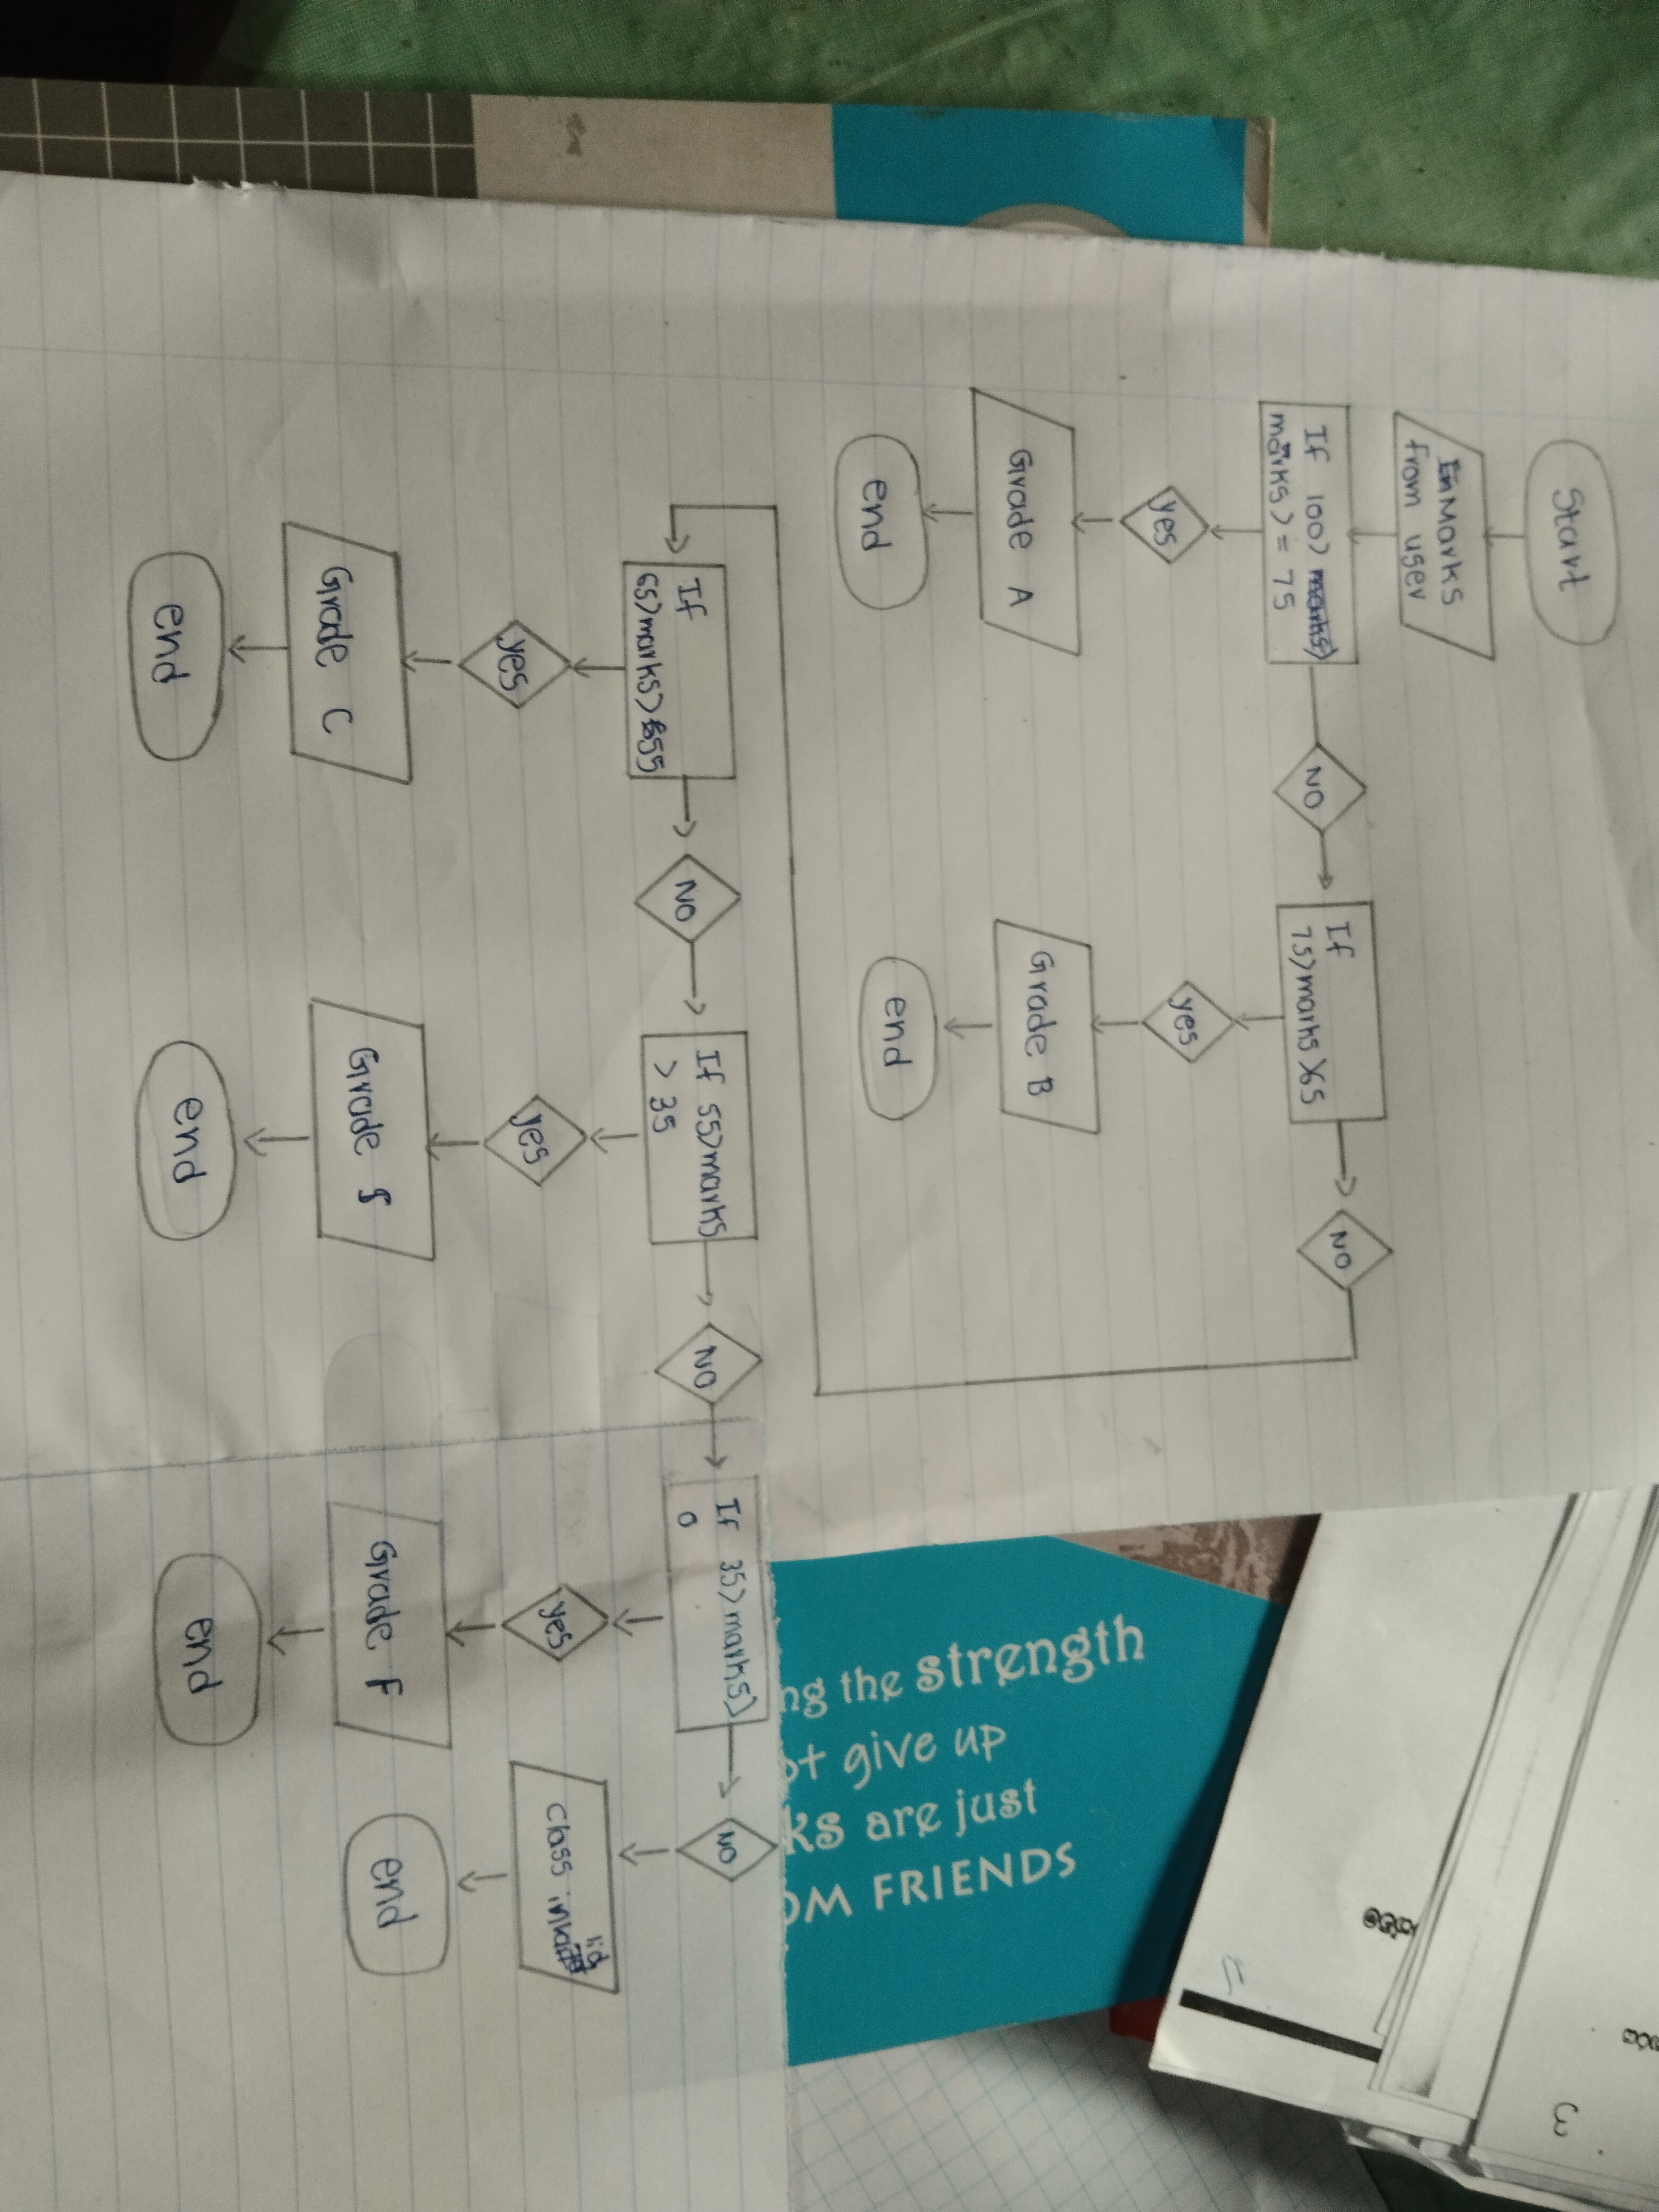 Start
Marks
from user
If 100>
marks>=75
NO
If
75>marks>65
NO
yes
yes
Grade A
Grade B
end
end
If
65>marks>55
NO
If 55>marks
>35
NO
If 35>marks>
0
NO
yes
yes
yes
Grade C
Grade S
Grade F
class invalid
end
end
end
end
ng the strength
ot give up
ks are just
OM FRIENDS
3